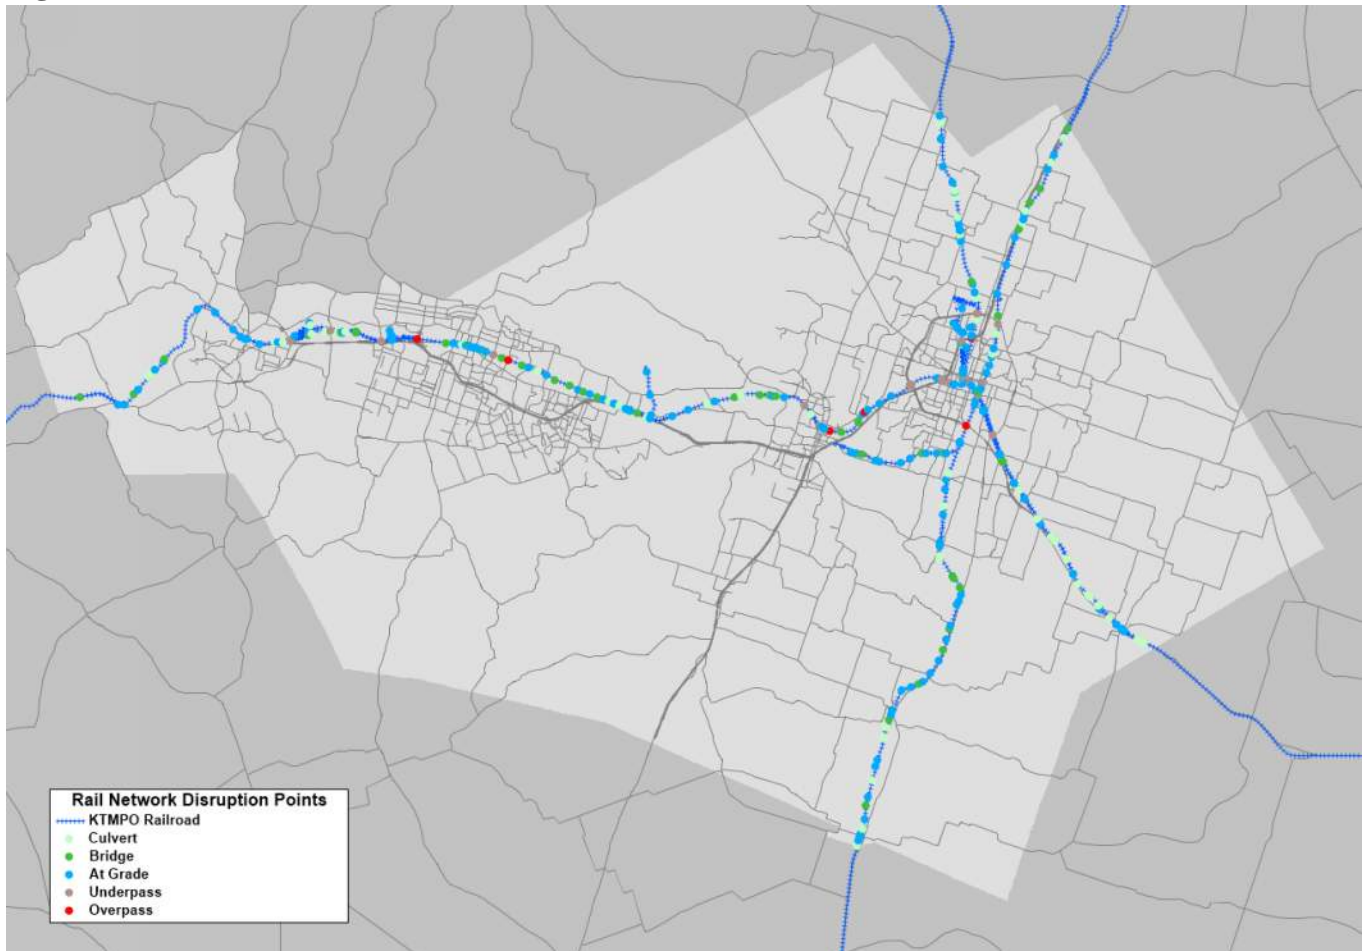 Rail Network Disruption Points
KTMPO Railroad
Culvert
Bridge
At Grade
Underpass
Overpass